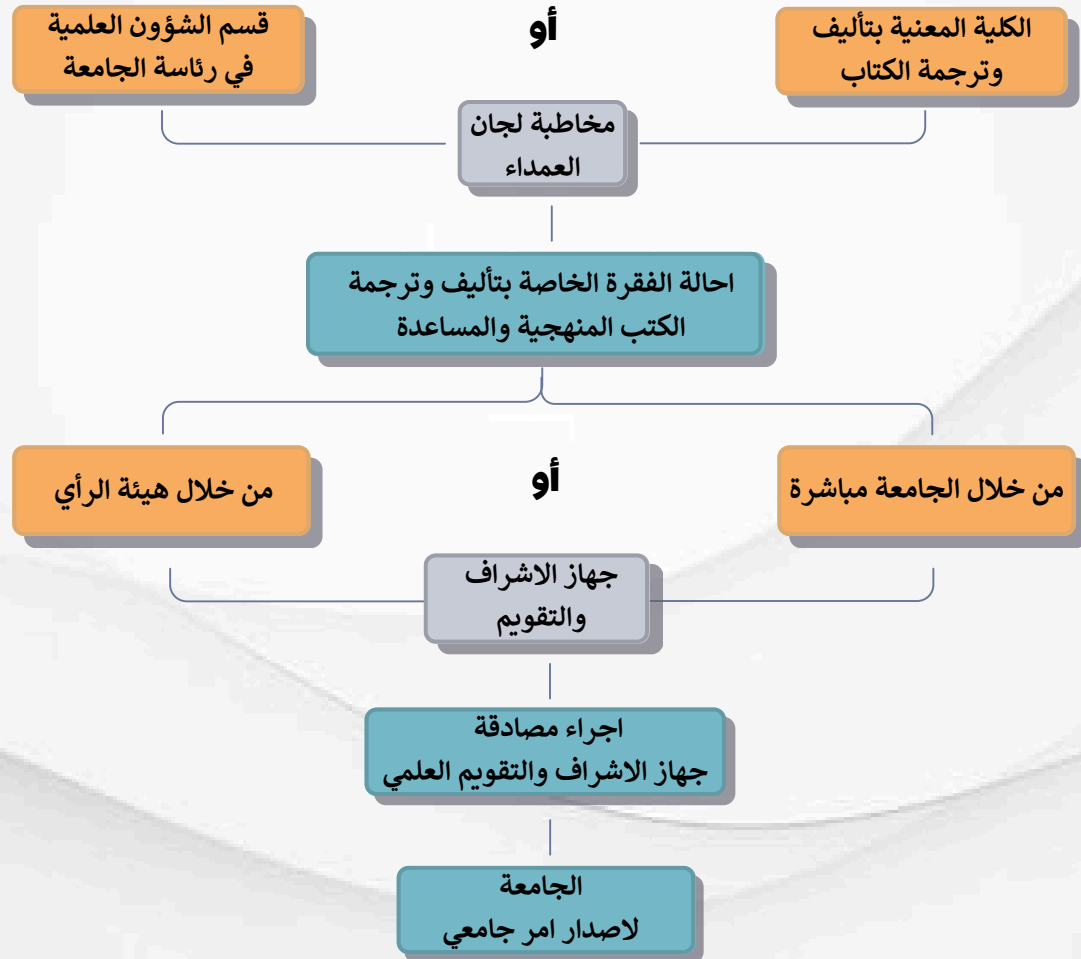 الكلية المعنية بتأليف
وترجمة الكتاب
أو
قسم الشؤون العلمية
في رئاسة الجامعة
مخاطبة لجان
العمداء
احالة الفقرة الخاصة بتأليف وترجمة
الكتب المنهجية والمساعدة
من خلال الجامعة مباشرة
أو
من خلال هيئة الرأي
جهاز الاشراف
والتقويم
اجراء مصادقة
جهاز الاشراف والتقويم العلمي
الجامعة
لاصدار امر جامعي